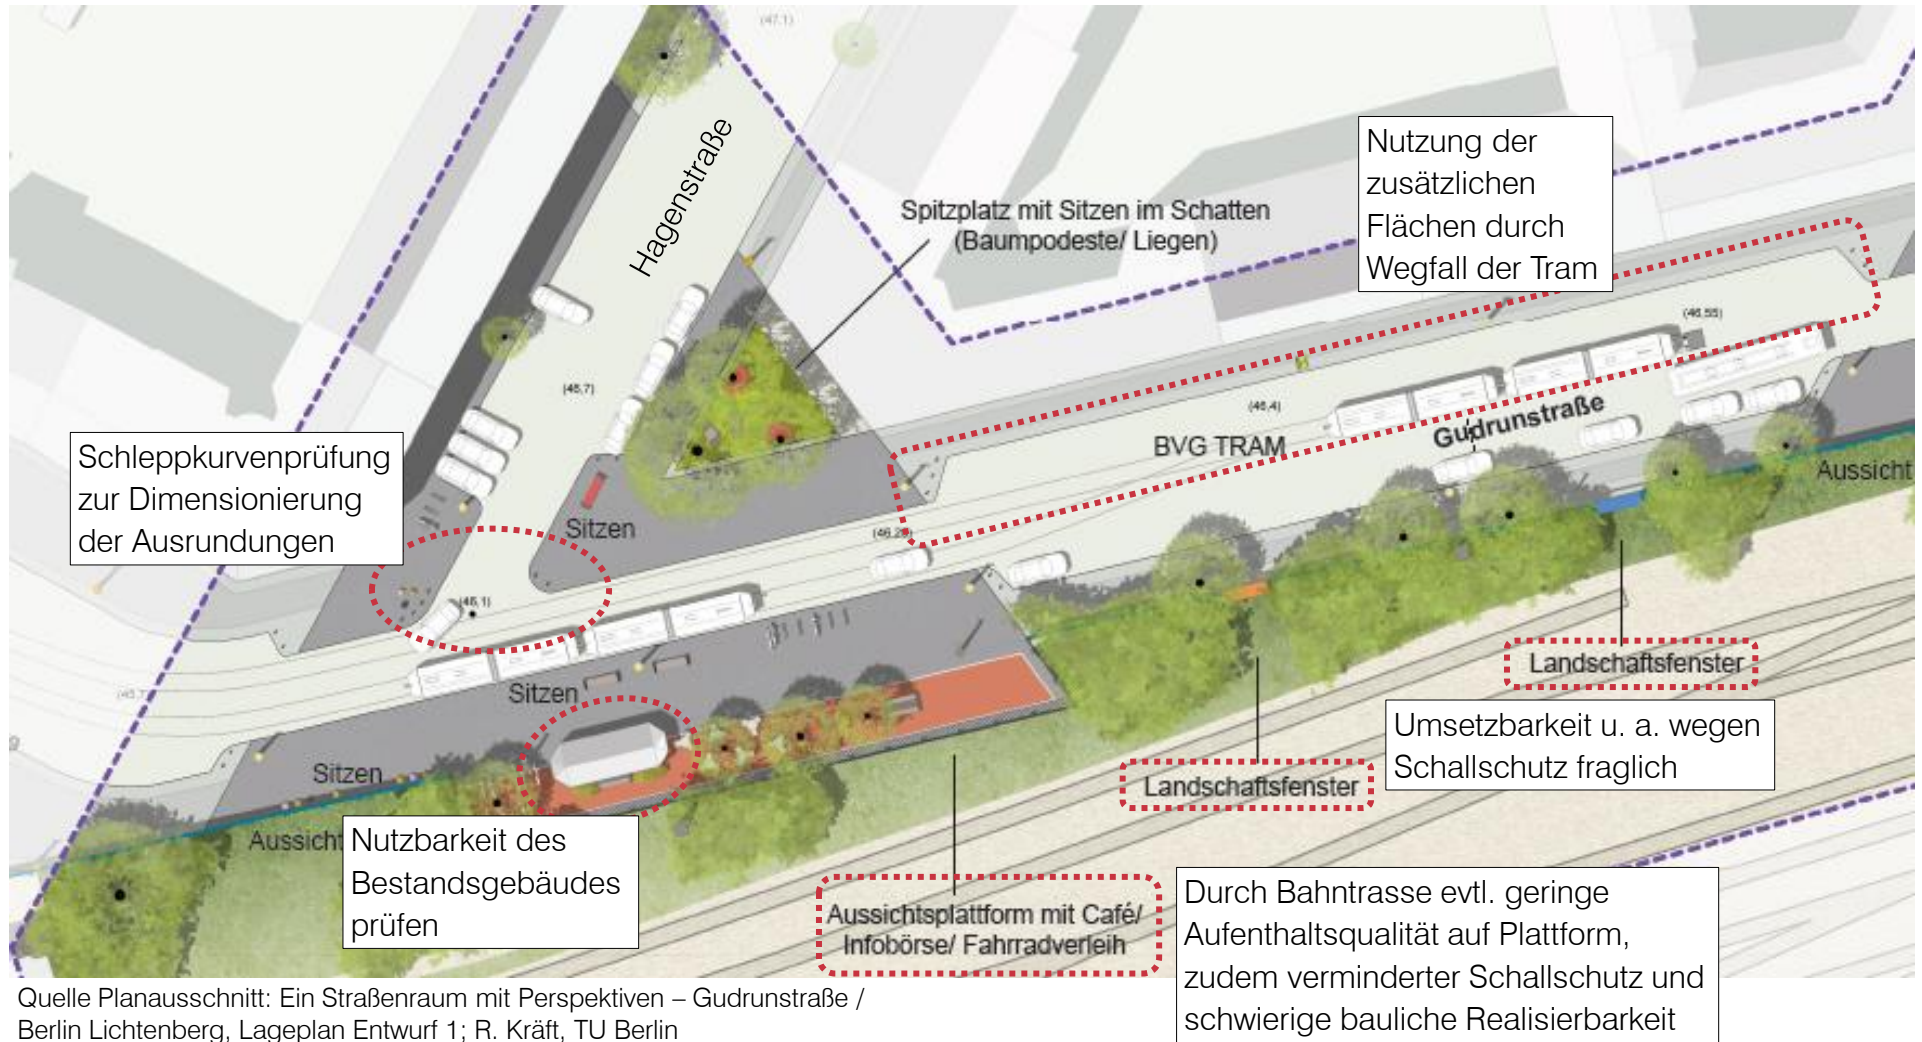 (47,1)
Hagenstraße
Nutzung der
zusätzlichen
Flächen durch
Wegfall der Tram
Spitzplatz mit Sitzen im Schatten
(Baumpodeste/ Liegen)
(46,55)
(46,7)
(46,4)
Gudrunstraße
BVG TRAM
Schleppkurvenprüfung
zur Dimensionierung
der Ausrundungen
Aussicht
Sitzen
(46,1)
Landschaftsfenster
Sitzen
Umsetzbarkeit u. a. wegen
Schallschutz fraglich
Sitzen
Landschaftsfenster
Aussicht
Nutzbarkeit des
Bestandsgebäudes
prüfen
Aussichtsplattform mit Café/
Infobörse/ Fahrradverleih
Durch Bahntrasse evtl. geringe
Aufenthaltsqualität auf Plattform,
zudem verminderter Schallschutz und
schwierige bauliche Realisierbarkeit
Quelle Planausschnitt: Ein Straßenraum mit Perspektiven – Gudrunstraße /
Berlin Lichtenberg, Lageplan Entwurf 1; R. Kräft, TU Berlin